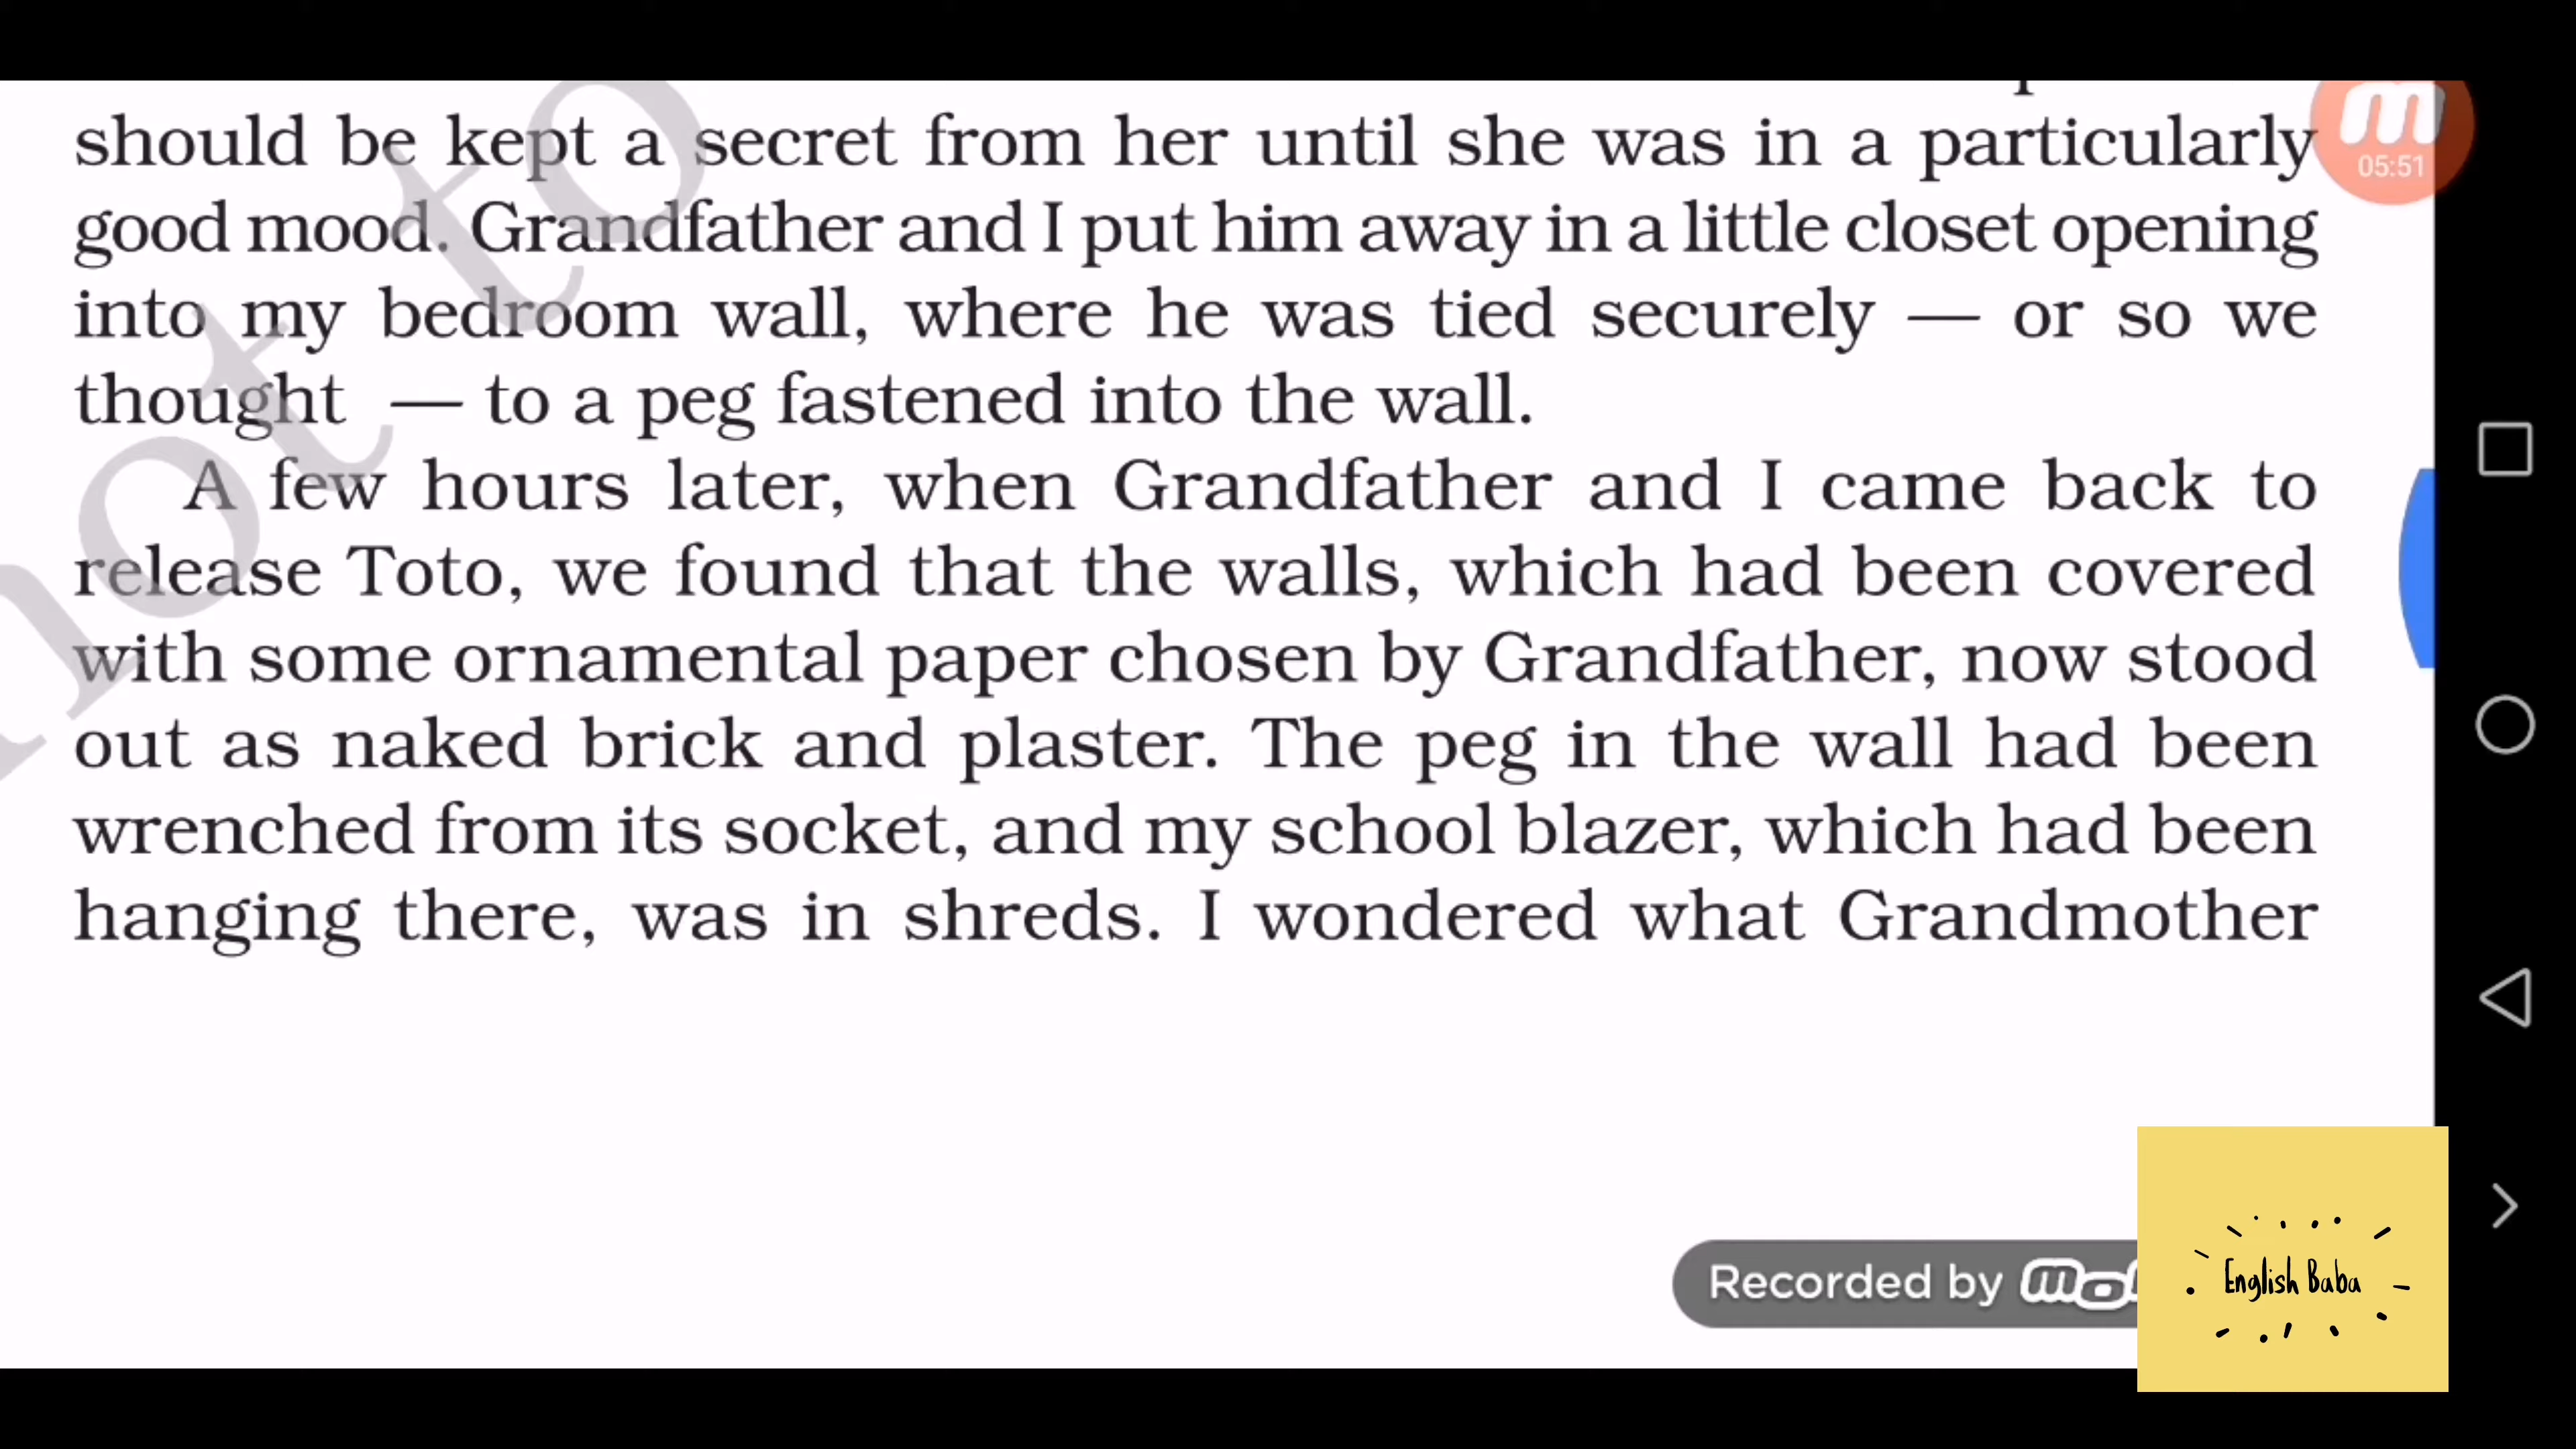 should be kept a secret from her until she was in a particularly
good mood. Grandfather and I put him away in a little closet opening
into my bedroom wall, where he was tied securely — or so we
thought — to a peg fastened into the wall.
A few hours later, when Grandfather and I came back to
release Toto, we found that the walls, which had been covered
with some ornamental paper chosen by Grandfather, now stood
out as naked brick and plaster. The peg in the wall had been
wrenched from its socket, and my school blazer, which had been
hanging there, was in shreds. I wondered what Grandmother
not to
m
05:51
Recorded by
English Baba